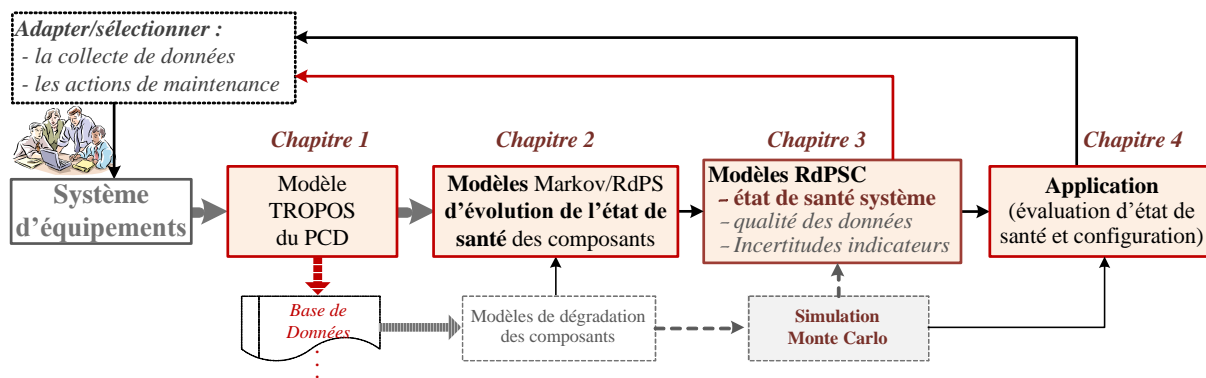 Adapter/sélectionner :
- la collecte de données
- les actions de maintenance
Chapitre 1
Chapitre 2
Chapitre 3
Chapitre 4
Système
d'équipements
Modèle
TROPOS
du PCD
Modèles Markov/RdPS
d'évolution de l'état de
santé des composants
Modèles RdPSC
- état de santé système
- qualité des données
- Incertitudes indicateurs
Application
(évaluation d'état de
santé et configuration)
Base de
Données
Modèles de dégradation
des composants
Simulation
Monte Carlo